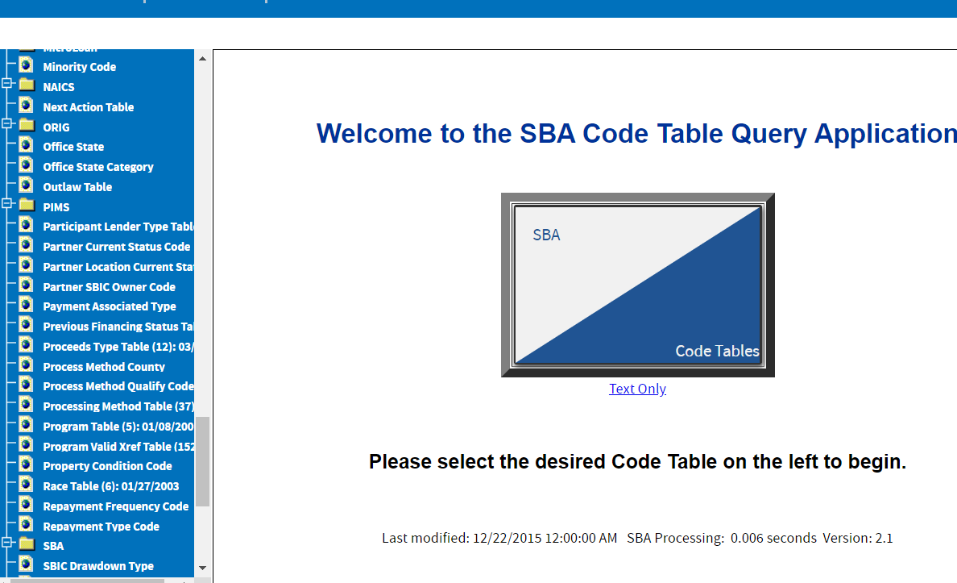 Minority Code
NAICS
Next Action Table
ORIG
Office State
Office State Category
Outlaw Table
PIMS
Participant Lender Type Tabl
Partner Current Status Code
Partner Location Current Sta
Partner SBIC Owner Code
Payment Associated Type
Previous Financing Status Ta
Proceeds Type Table (12): 03/
Process Method County
Process Method Qualify Code
Processing Method Table (37)
Program Table (5): 01/08/200
Program Valid Xref Table (152
Property Condition Code
Race Table (6): 01/27/2003
Repayment Frequency Code
Repayment Type Code
SBA
SBIC Drawdown Type
Welcome to the SBA Code Table Query Application
SBA
Code Tables
Text Only
Please select the desired Code Table on the left to begin.
Last modified: 12/22/2015 12:00:00 AM SBA Processing: 0.006 seconds Version: 2.1